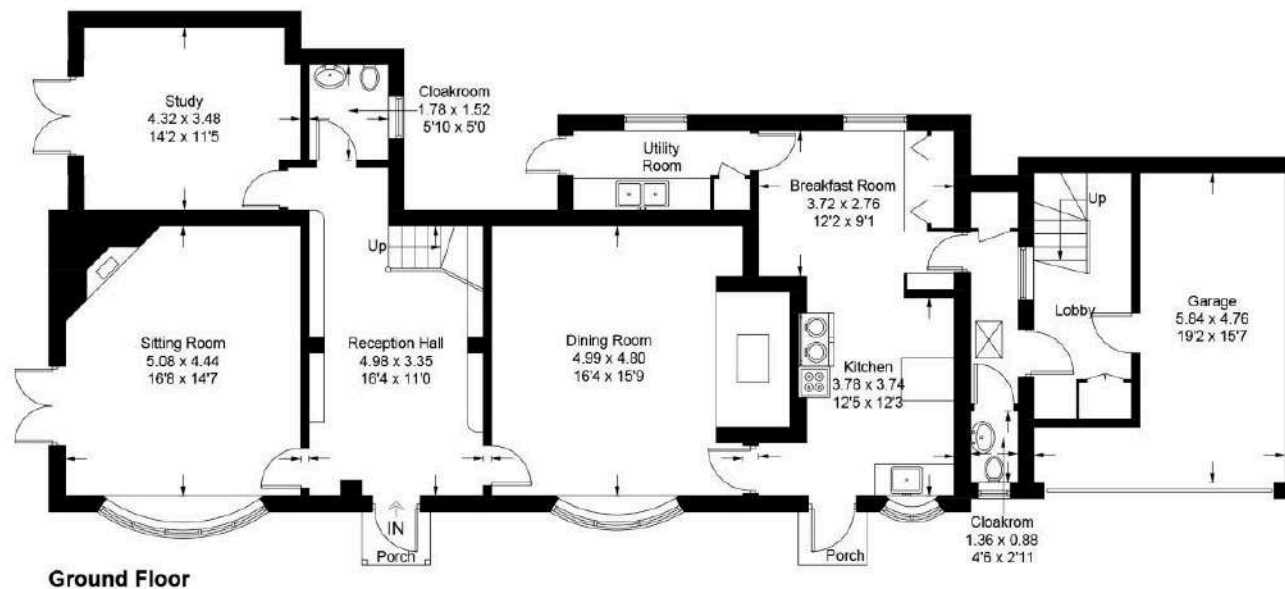 Study
4.32 x 3.48
14'2 x 11'5
Cloakroom
1.78 x 1.52
5'10 x 5'0
Utility
Room
Breakfast Room
3.72 x 2.76
12'2 x 9'1
Up
Up
Sitting Room
5.08 x 4.44
16'8 x 14'7
Reception Hall
4.98 x 3.35
16'4 x 11'0
Dining Room
4.99 x 4.80
16'4 x 15'9
Kitchen
3.78 x 3.74
12'5 x 12'3
Lobby
Garage
5.84 x 4.76
19'2 x 15'7
IN
Porch
Porch
Cloakrom
1.36 x 0.88
4'6 x 2'11
Ground Floor